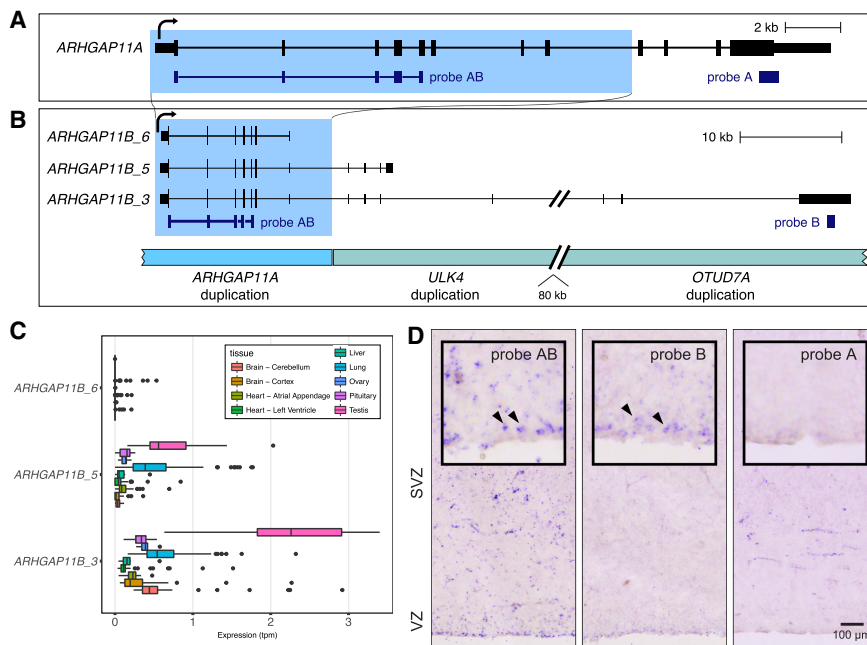 A
ARHGAP11A
2 kb
probe AB
probe A
B
ARHGAP11B_6
10 kb
ARHGAP11B_5
ARHGAP11B_3
probe AB
probe B
ARHGAP11A
duplication
ULK4
duplication
80 kb
OTUD7A
duplication
C
tissue
Brain – Cerebellum
Brain – Cortex
Heart – Atrial Appendage
Heart – Left Ventricle
Liver
Lung
Ovary
Pituitary
Testis
ARHGAP11B_6
ARHGAP11B_5
ARHGAP11B_3
0
1
2
3
Expression (tpm)
D
probe AB
probe B
probe A
SVZ
VZ
100 µm